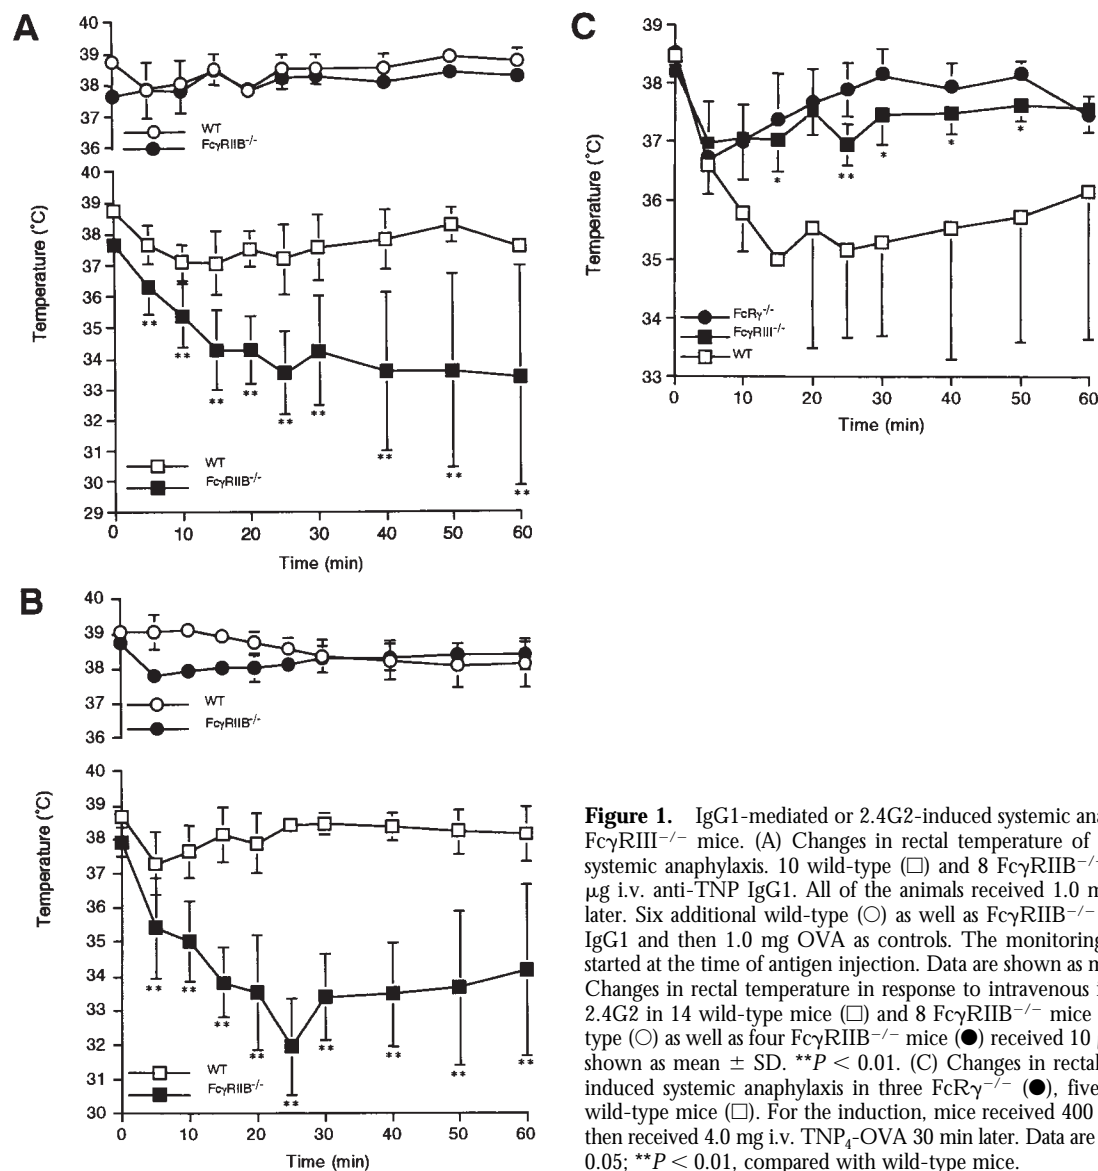 A
40
39
38
37
36
WT
FcγRIIB-/-
40
39
38
37
36
35
34
33
32
31
30
29
Temperature (˚C)
**
**
**
**
**
**
**
**
**
WT
FcγRIIB-/-
0
10
20
30
40
50
60
Time (min)
C
39
38
37
36
35
34
33
Temperature (˚C)
*
**
*
*
*
FcRγ-/-
FcγRIII-/-
WT
0
10
20
30
40
50
60
Time (min)
B
40
39
38
37
36
WT
FcγRIIB-/-
40
39
38
37
36
35
34
33
32
31
30
Temperature (˚C)
**
**
**
**
**
**
**
**
**
WT
FcγRIIB-/-
0
10
20
30
40
50
60
Time (min)
Figure 1. IgG1-mediated or 2.4G2-induced systemic ana
FcγRIII−/− mice. (A) Changes in rectal temperature of
systemic anaphylaxis. 10 wild-type (□) and 8 FcγRIIB−/−
μg i.v. anti-TNP IgG1. All of the animals received 1.0 m
later. Six additional wild-type (○) as well as FcγRIIB−/−
IgG1 and then 1.0 mg OVA as controls. The monitoring
started at the time of antigen injection. Data are shown as m
Changes in rectal temperature in response to intravenous
2.4G2 in 14 wild-type mice (□) and 8 FcγRIIB−/− mice
type (○) as well as four FcγRIIB−/− mice (●) received 10
shown as mean ± SD. **P < 0.01. (C) Changes in rectal
induced systemic anaphylaxis in three FcRγ−/− (●), five
wild-type mice (□). For the induction, mice received 400
then received 4.0 mg i.v. TNP4-OVA 30 min later. Data are
0.05; **P < 0.01, compared with wild-type mice.